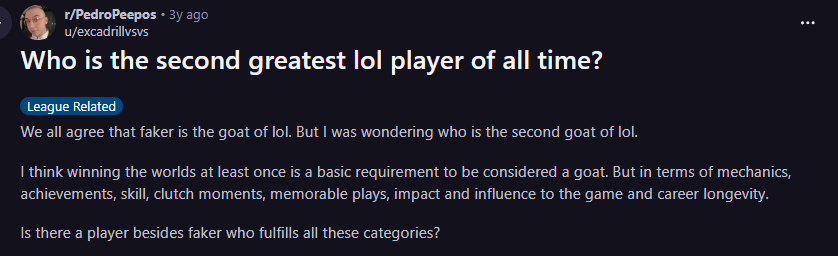 r/PedroPeepos • 3y ago
u/excadrillvsvs
Who is the second greatest lol player of all time?
League Related
We all agree that faker is the goat of lol. But I was wondering who is the second goat of lol.
I think winning the worlds at least once is a basic requirement to be considered a goat. But in terms of mechanics,
achievements, skill, clutch moments, memorable plays, impact and influence to the game and career longevity.
Is there a player besides faker who fulfills all these categories?